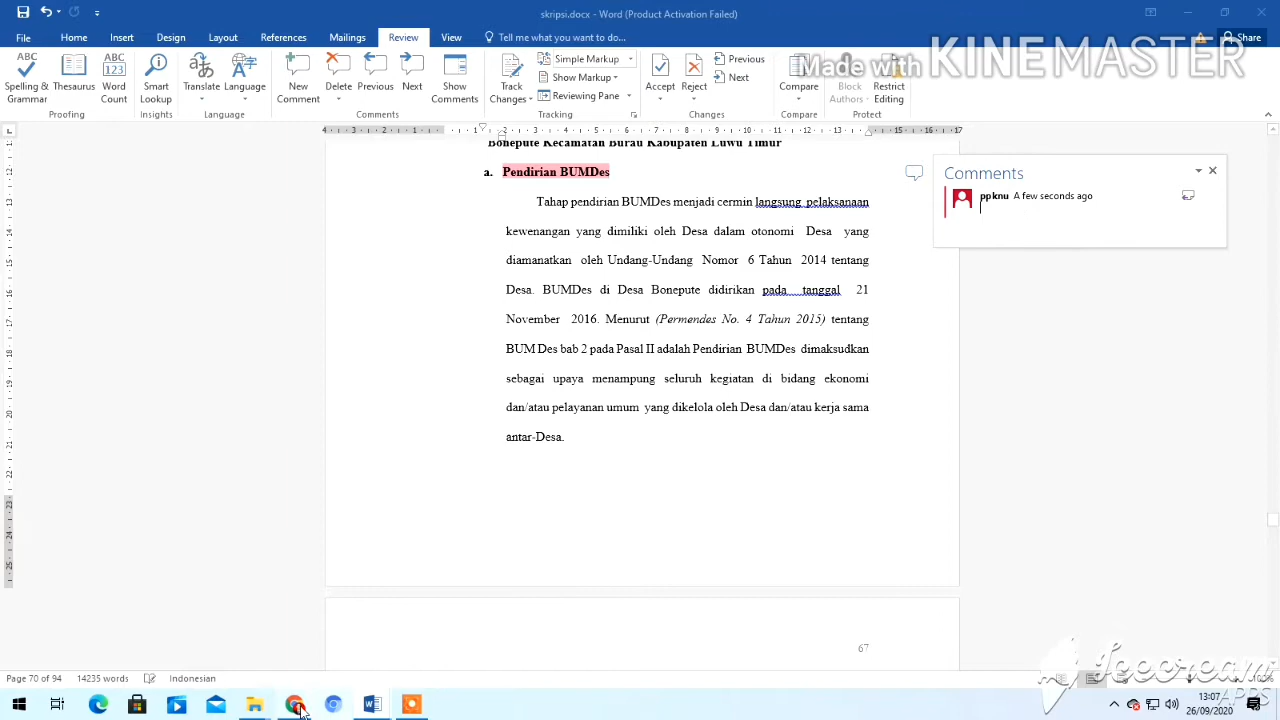 skripsi.docx - Word (Product Activation Failed)
File Home Insert Design Layout References Mailings Review View Tell me what you want to do... Share
Made with KINEMASTER
Spelling & Grammar
Thesaurus
Word Count
Smart Lookup
Translate
Language
New Comment
Delete
Previous
Next
Show Comments
Track Changes
Simple Markup
Show Markup
Reviewing Pane
Accept
Reject
Previous
Next
Compare
Block Authors
Restrict Editing
Proofing Insights Language Comments Tracking Changes Compare Protect
Bonepute Kecamatan Burau Kabupaten Luwu Timur
a. Pendirian BUMDes
Tahap pendirian BUMDes menjadi cermin langsung pelaksanaan
kewenangan yang dimiliki oleh Desa dalam otonomi Desa yang
diamanatkan oleh Undang-Undang Nomor 6 Tahun 2014 tentang
Desa. BUMDes di Desa Bonepute didirikan pada tanggal 21
November 2016. Menurut (Permendes No. 4 Tahun 2015) tentang
BUM Des bab 2 pada Pasal II adalah Pendirian BUMDes dimaksudkan
sebagai upaya menampung seluruh kegiatan di bidang ekonomi
dan/atau pelayanan umum yang dikelola oleh Desa dan/atau kerja sama
antar-Desa.
Comments
ppknu A few seconds ago
67
Page 70 of 94 14235 words Indonesian
Icecream
APPS
13:07
26/09/2020